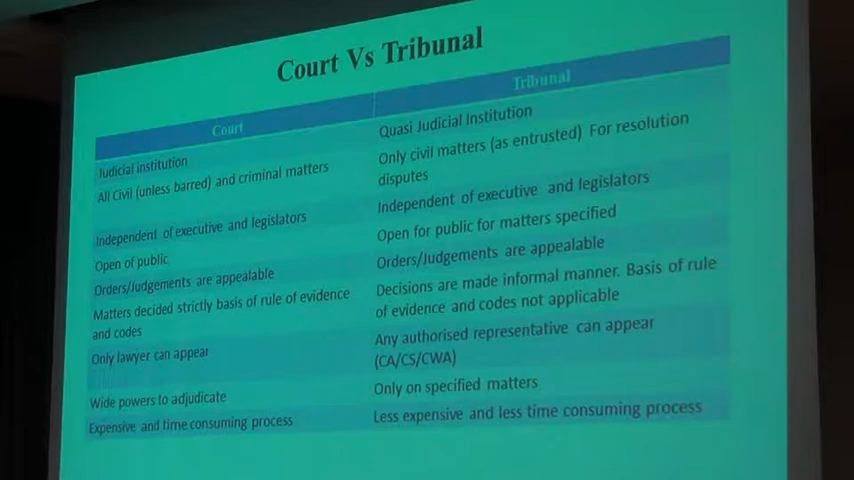 Court Vs Tribunal
Court
Tribunal
Judicial institution
Quasi Judicial Institution
All Civil (unless barred) and criminal matters
Only civil matters (as entrusted) For resolution
disputes
Independent of executive and legislators
Independent of executive and legislators
Open of public
Open for public for matters specified
Orders/Judgements are appealable
Orders/Judgements are appealable
Matters decided strictly basis of rule of evidence
and codes
Decisions are made informal manner. Basis of rule
of evidence and codes not applicable
Only lawyer can appear
Any authorised representative can appear
(CA/CS/CWA)
Wide powers to adjudicate
Only on specified matters
Expensive and time consuming process
Less expensive and less time consuming process